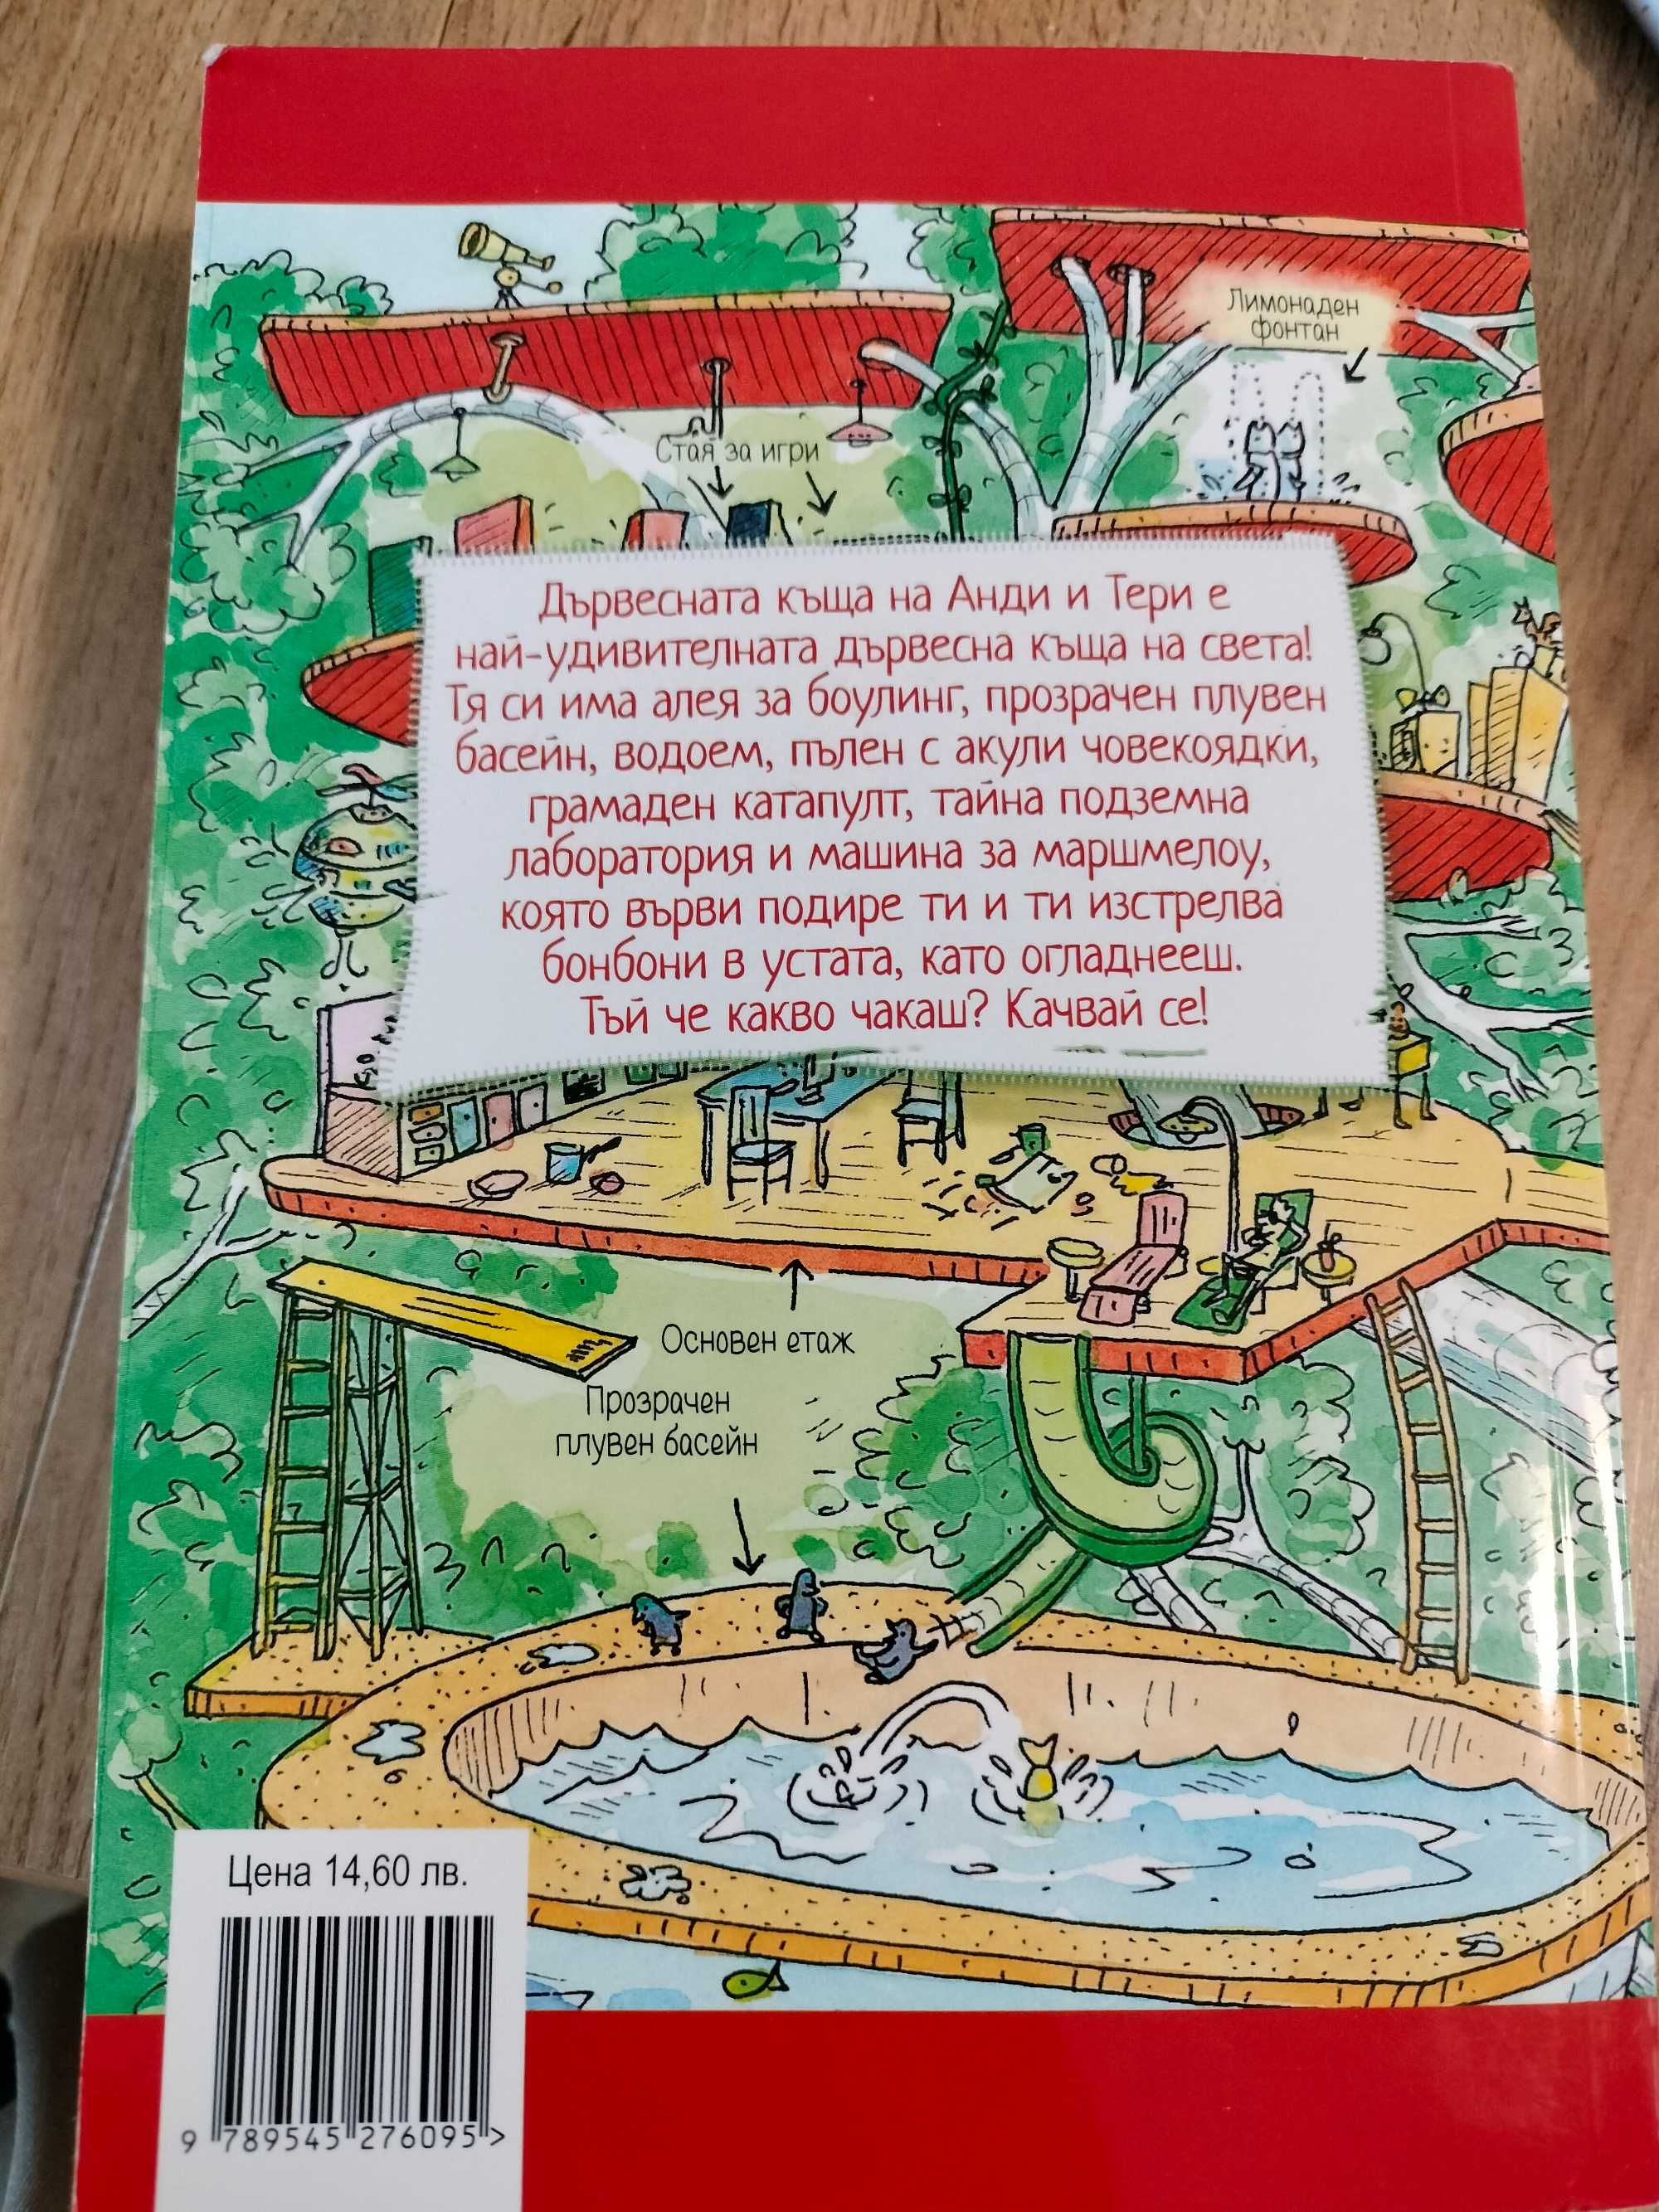 Лимонаден
фонтан
Стая за игри
Дървесната къща на Анди и Тери е
най-удивителната дървесна къща на света!
Тя си има алея за боулинг, прозрачен плувен
басейн, водоем, пълен с акули човекоядки,
грамаден катапулт, тайна подземна
лаборатория и машина за маршмелоу,
която върви подире ти и ти изстрелва
бонбони в устата, като огладнееш.
Тъй че какво чакаш? Качвай се!
Основен етаж
Прозрачен
плувен басейн
Цена 14,60 лв.
9 789545 276095 >